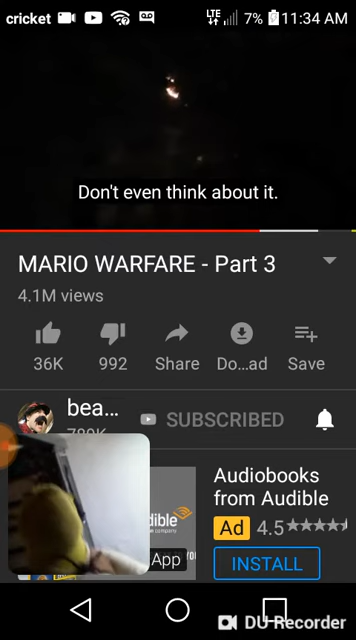 cricket LTE 7% 11:34 AM
Don't even think about it.
MARIO WARFARE - Part 3
4.1M views
36K 992 Share Do...ad Save
bea... SUBSCRIBED
Audiobooks
from Audible
Ad 4.5
dible
App
INSTALL
DU Recorder